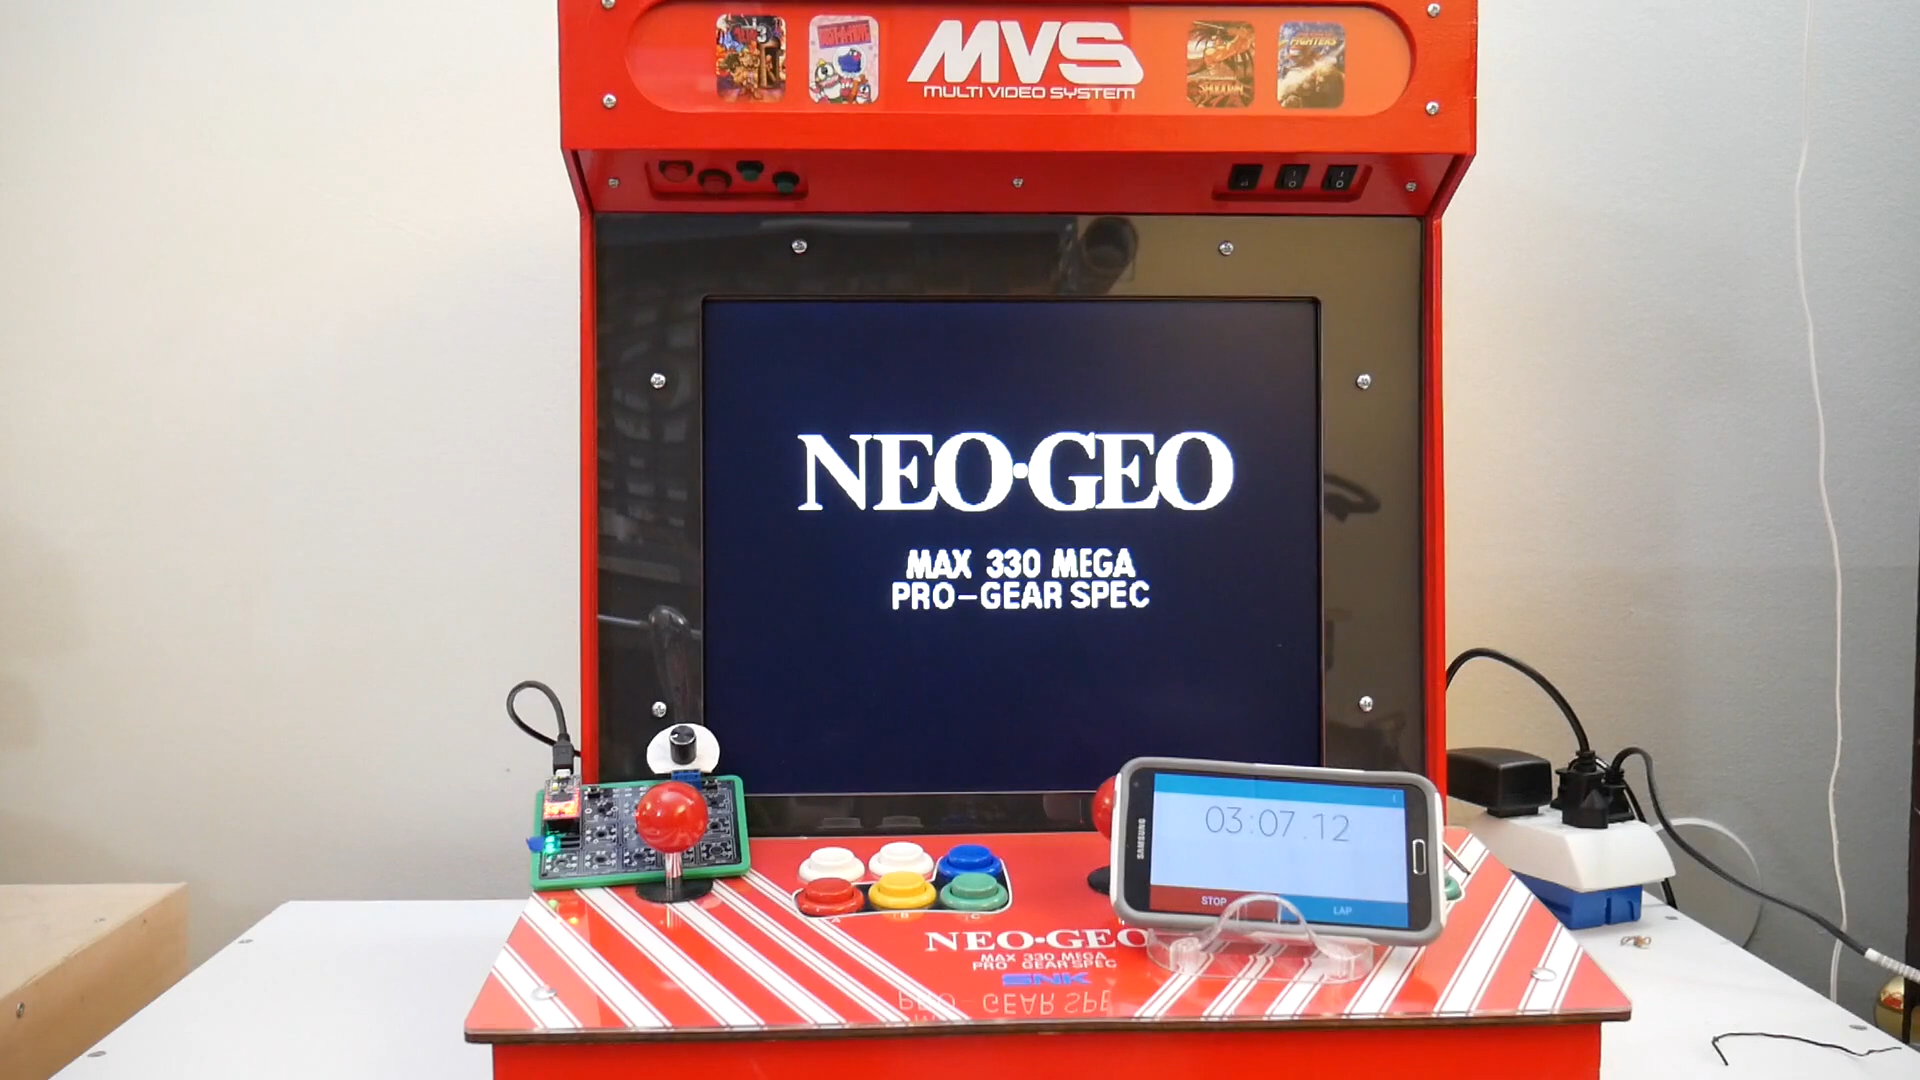 MVS
MULTI VIDEO SYSTEM
FIGHTERS
NEO·GEO
MAX 330 MEGA
PRO-GEAR SPEC
SAMSUNG
03:07.12
STOP
LAP
A
B
C
NEO·GEO
MAX 330 MEGA
PRO GEAR SPEC
SNK